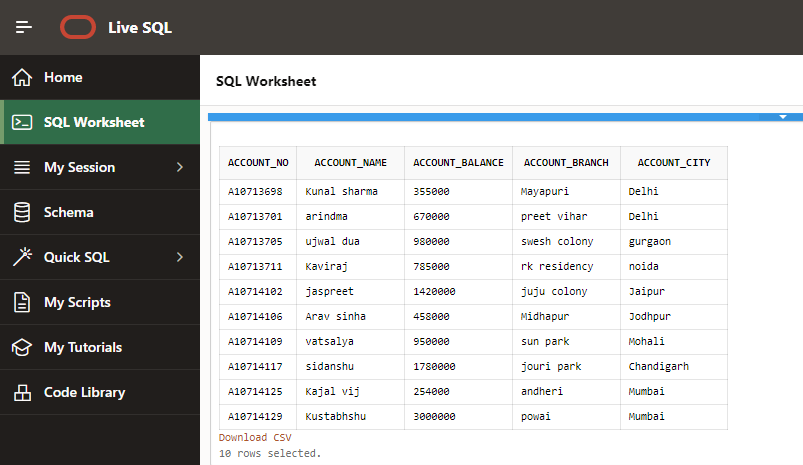 Live SQL
Home
SQL Worksheet
My Session
Schema
Quick SQL
My Scripts
My Tutorials
Code Library
SQL Worksheet
ACCOUNT_NO ACCOUNT_NAME ACCOUNT_BALANCE ACCOUNT_BRANCH ACCOUNT_CITY
A10713698 Kunal sharma 355000 Mayapuri Delhi
A10713701 arindma 670000 preet vihar Delhi
A10713705 ujwal dua 980000 swesh colony gurgaon
A10713711 Kaviraj 785000 rk residency noida
A10714102 jaspreet 1420000 juju colony Jaipur
A10714106 Arav sinha 458000 Midhapur Jodhpur
A10714109 vatsalya 950000 sun park Mohali
A10714117 sidanshu 1780000 jouri park Chandigarh
A10714125 Kajal vij 254000 andheri Mumbai
A10714129 Kustabhshu 3000000 powai Mumbai
Download CSV
10 rows selected.